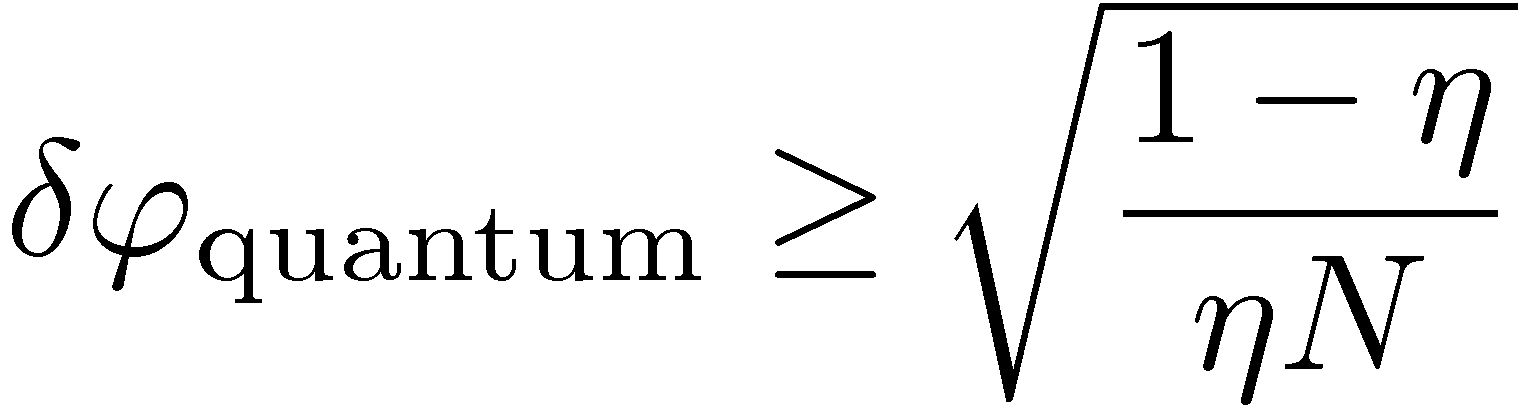 δφ_quantum ≥ √((1 − η)/(ηN))